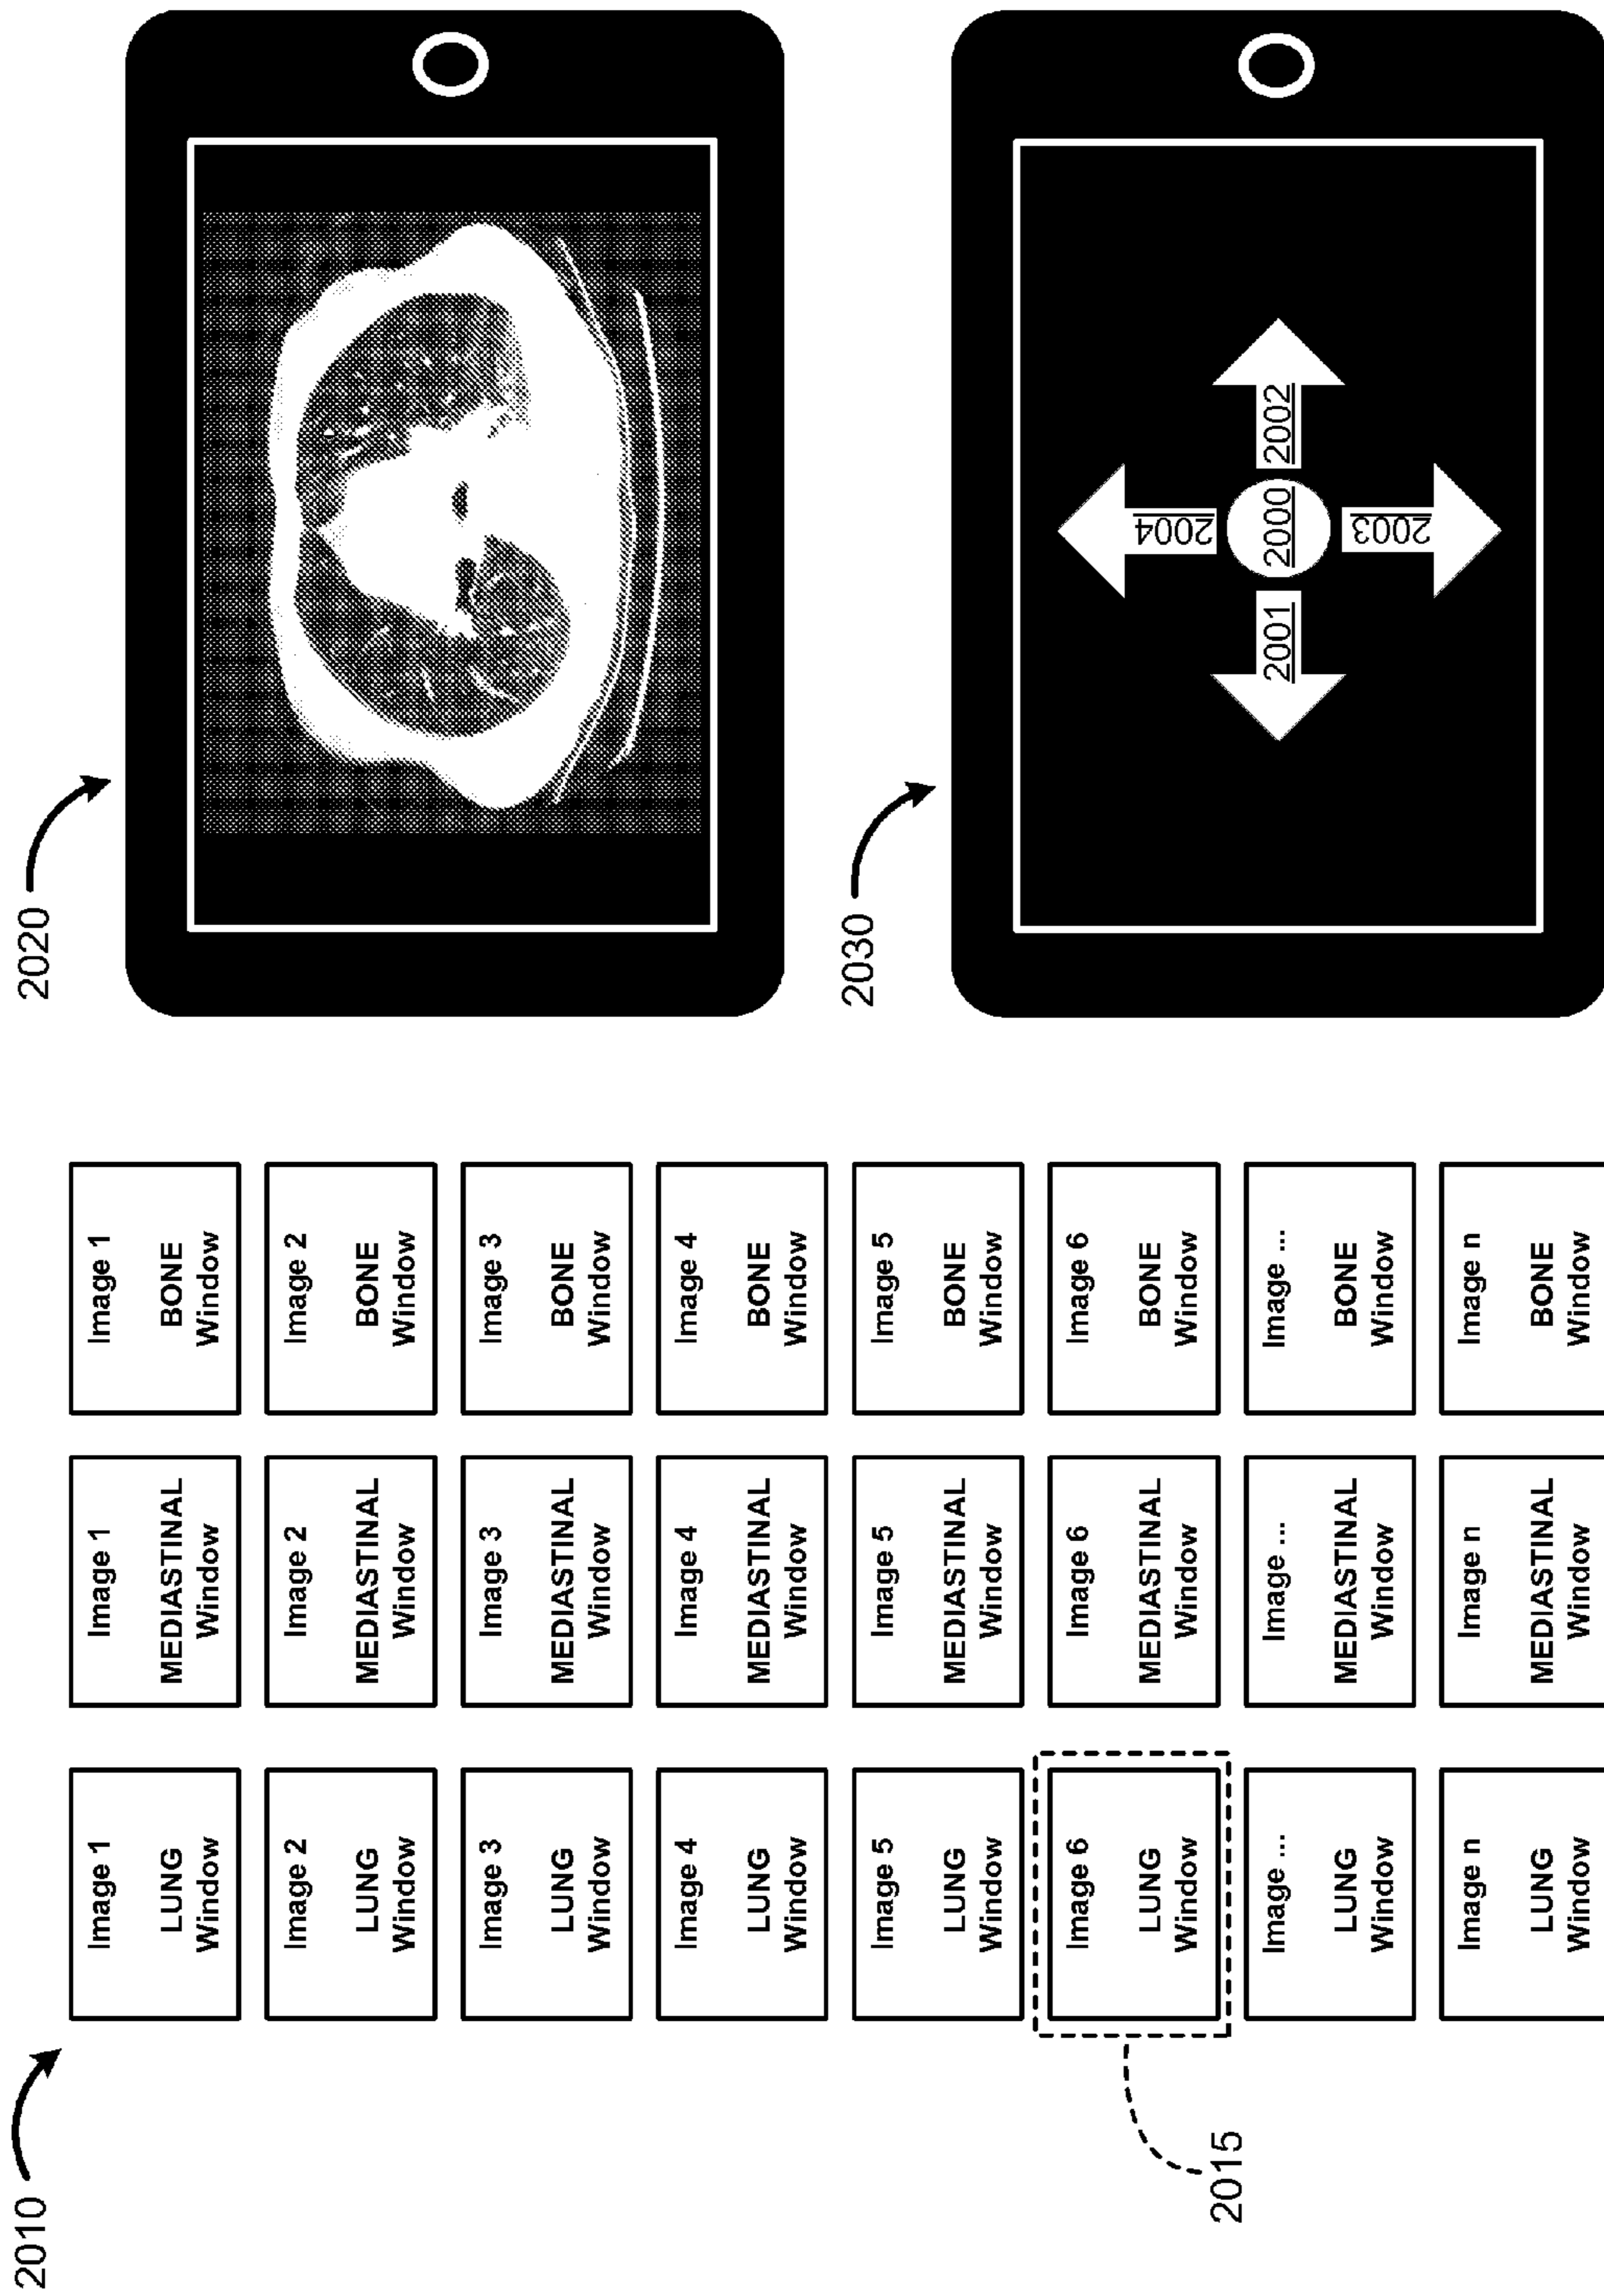 2010
Image 1
LUNG
Window
Image 1
MEDIASTINAL
Window
Image 1
BONE
Window
Image 2
LUNG
Window
Image 2
MEDIASTINAL
Window
Image 2
BONE
Window
Image 3
LUNG
Window
Image 3
MEDIASTINAL
Window
Image 3
BONE
Window
Image 4
LUNG
Window
Image 4
MEDIASTINAL
Window
Image 4
BONE
Window
Image 5
LUNG
Window
Image 5
MEDIASTINAL
Window
Image 5
BONE
Window
2015
Image 6
LUNG
Window
Image 6
MEDIASTINAL
Window
Image 6
BONE
Window
Image ...
LUNG
Window
Image ...
MEDIASTINAL
Window
Image ...
BONE
Window
Image n
LUNG
Window
Image n
MEDIASTINAL
Window
Image n
BONE
Window
2020
2030
2004
2001 2000 2002
2003